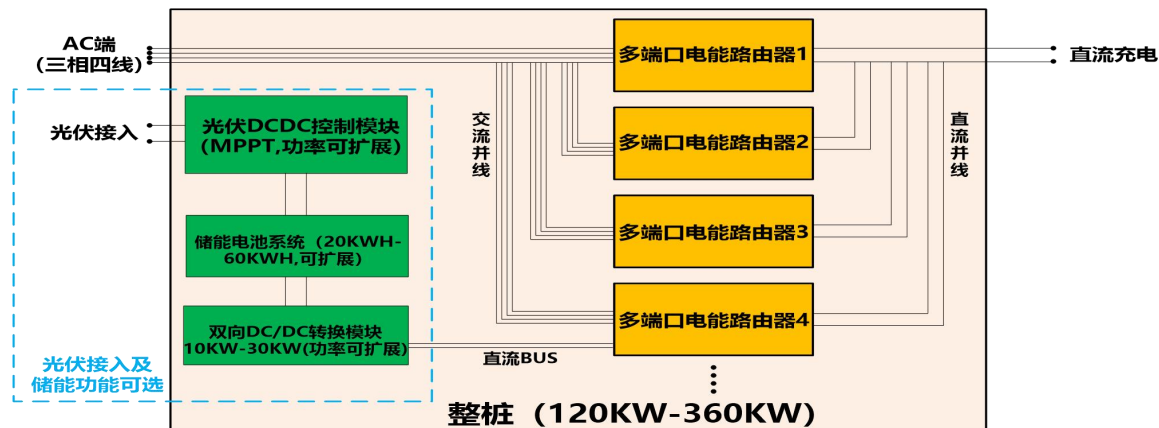 AC端
(三相四线)
光伏接入
光伏DCDC控制模块
(MPPT,功率可扩展)
储能电池系统（20KWH-
60KWH,可扩展）
双向DC/DC转换模块
10KW-30KW(功率可扩展)
光伏接入及
储能功能可选
直流BUS
交流并线
多端口电能路由器1
多端口电能路由器2
多端口电能路由器3
多端口电能路由器4
直流并线
直流充电
整桩（120KW-360KW）